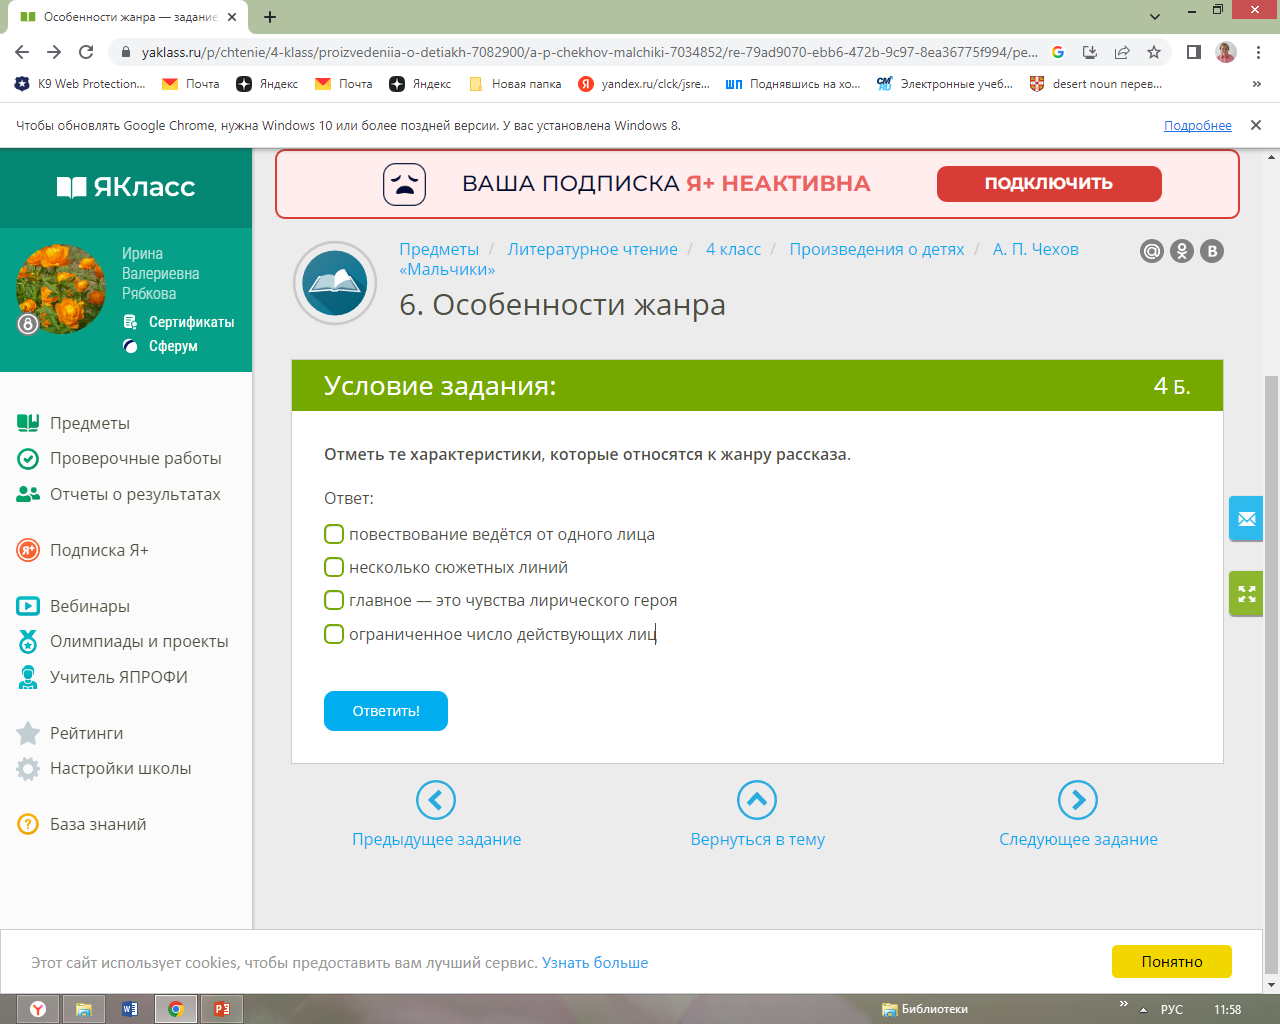 Особенности жанра — задание
yaklass.ru/p/chtenie/4-klass/proizvedeniia-o-detiakh-7082900/a-p-chekhov-malchiki-7034852/re-79ad9070-ebb6-472b-9c97-8ea36775f994/pe...
K9 Web Protection... Почта Яндекс Почта Яндекс Новая папка yandex.ru/clck/jsre... Поднявшись на хо... Электронные учеб... desert noun перев... »
Чтобы обновлять Google Chrome, нужна Windows 10 или более поздней версии. У вас установлена Windows 8. Подробнее
ЯКласс
ВАША ПОДПИСКА Я+ НЕАКТИВНА ПОДКЛЮЧИТЬ
Ирина
Валериевна
Рябкова
8
Сертификаты
Сферум
Предметы / Литературное чтение / 4 класс / Произведения о детях / А. П. Чехов
«Мальчики»
6. Особенности жанра
Предметы
Проверочные работы
Отчеты о результатах
Подписка Я+
Вебинары
Олимпиады и проекты
Учитель ЯПРОФИ
Рейтинги
Настройки школы
База знаний
Условие задания: 4 Б.
Отметь те характеристики, которые относятся к жанру рассказа.
Ответ:
повествование ведётся от одного лица
несколько сюжетных линий
главное — это чувства лирического героя
ограниченное число действующих лиц
Ответить!
Предыдущее задание Вернуться в тему Следующее задание
Этот сайт использует cookies, чтобы предоставить вам лучший сервис. Узнать больше Понятно
Библиотеки » РУС 11:58